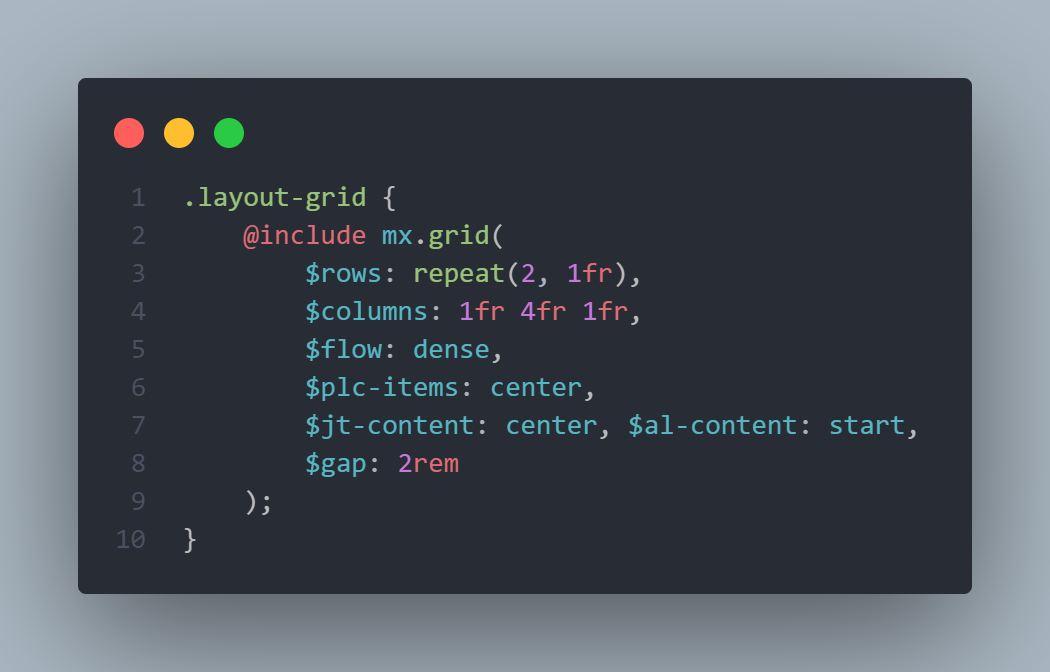 1 .layout-grid {
2     @include mx.grid(
3         $rows: repeat(2, 1fr),
4         $columns: 1fr 4fr 1fr,
5         $flow: dense,
6         $plc-items: center,
7         $jt-content: center, $al-content: start,
8         $gap: 2rem
9     );
10 }